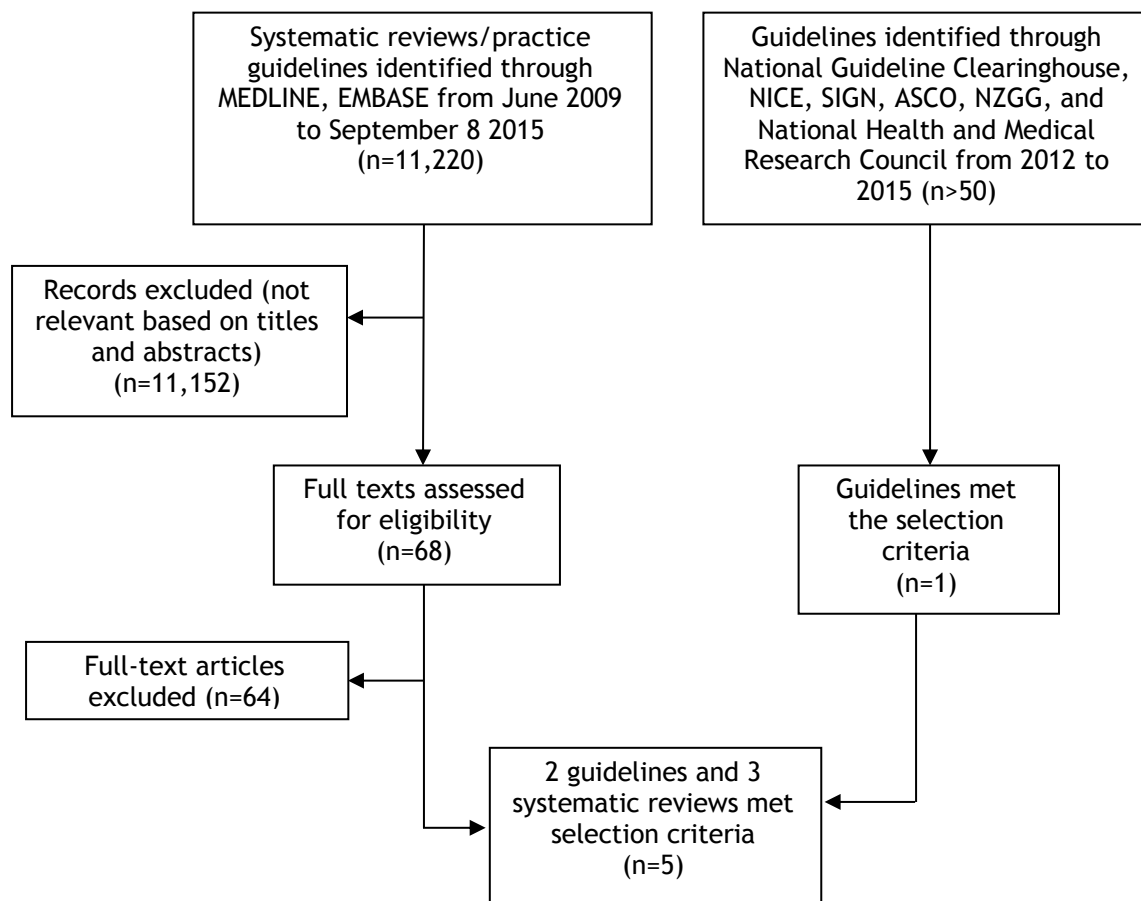 Systematic reviews/practice
guidelines identified through
MEDLINE, EMBASE from June 2009
to September 8 2015
(n=11,220)
Guidelines identified through
National Guideline Clearinghouse,
NICE, SIGN, ASCO, NZGG, and
National Health and Medical
Research Council from 2012 to
2015 (n>50)
Records excluded (not
relevant based on titles
and abstracts)
(n=11,152)
Full texts assessed
for eligibility
(n=68)
Guidelines met
the selection
criteria
(n=1)
Full-text articles
excluded (n=64)
2 guidelines and 3
systematic reviews met
selection criteria
(n=5)